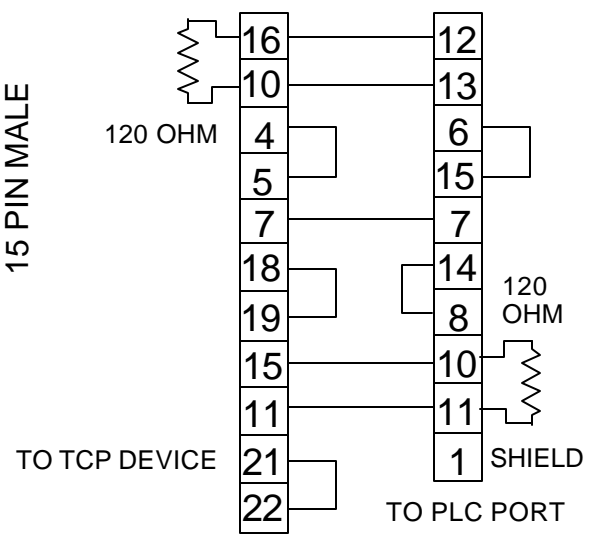 15 PIN MALE
16 12
10 13
120 OHM 4 6
5 15
7 7
18 14
120
OHM
19 8
15 10
11 11
TO TCP DEVICE 21 1 SHIELD
22 TO PLC PORT